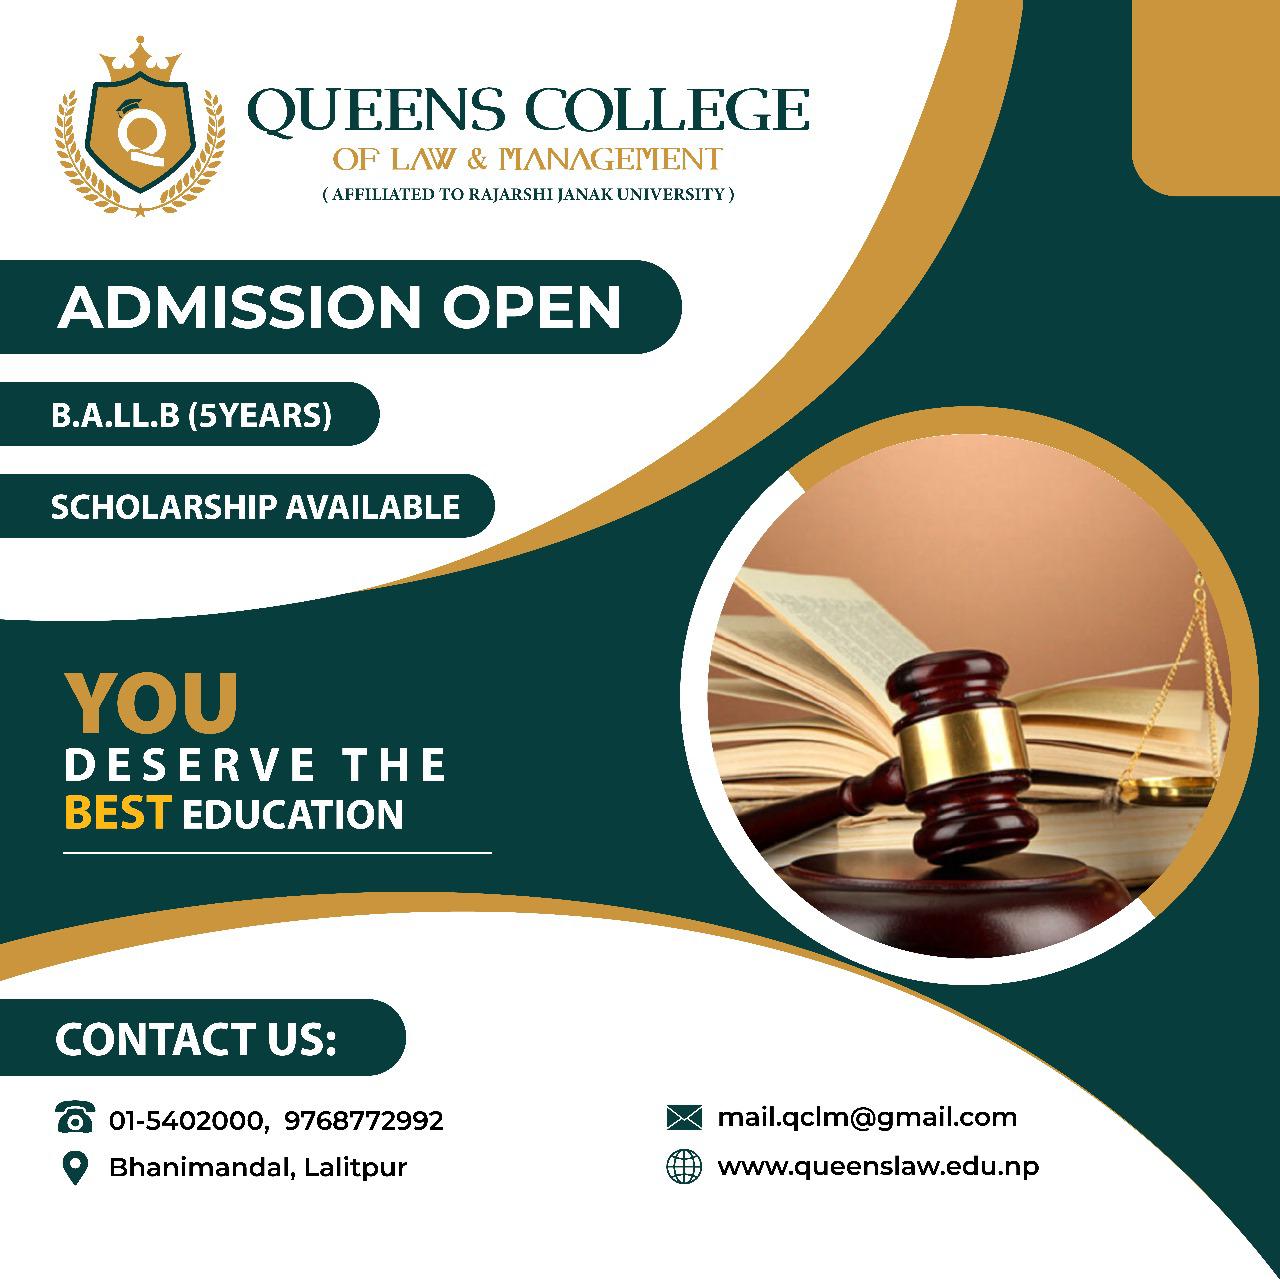 Q
QUEENS COLLEGE
OF LAW & MANAGEMENT
( AFFILIATED TO RAJARSHI JANAK UNIVERSITY )
ADMISSION OPEN
B.A.LL.B (5YEARS)
SCHOLARSHIP AVAILABLE
YOU
DESERVE THE
BEST EDUCATION
CONTACT US:
01-5402000, 9768772992
Bhanimandal, Lalitpur
mail.qclm@gmail.com
www.queenslaw.edu.np